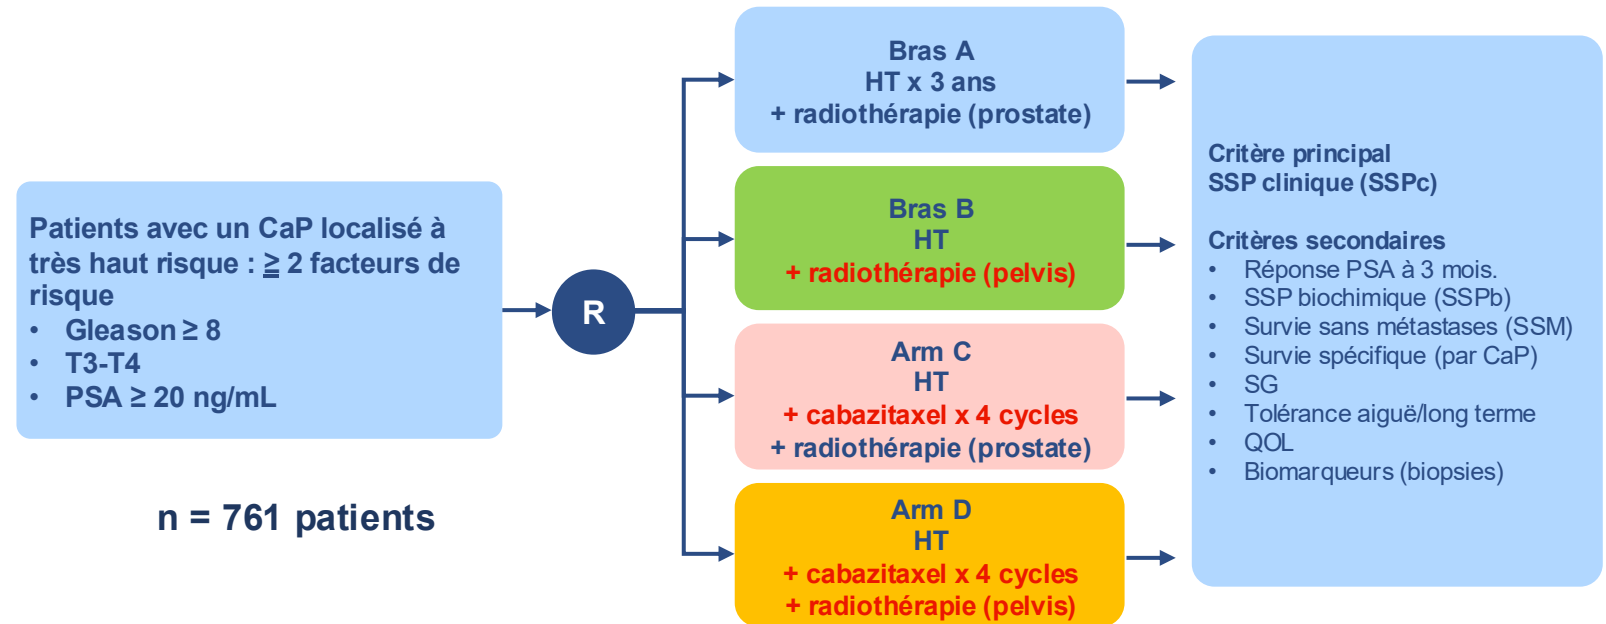 Patients avec un CaP localisé à
très haut risque : ≧ 2 facteurs de
risque
• Gleason ≥ 8
• T3-T4
• PSA ≥ 20 ng/mL
n = 761 patients
R
Bras A
HT x 3 ans
+ radiothérapie (prostate)
Bras B
HT
+ radiothérapie (pelvis)
Arm C
HT
+ cabazitaxel x 4 cycles
+ radiothérapie (prostate)
Arm D
HT
+ cabazitaxel x 4 cycles
+ radiothérapie (pelvis)
Critère principal
SSP clinique (SSPc)
Critères secondaires
• Réponse PSA à 3 mois.
• SSP biochimique (SSPb)
• Survie sans métastases (SSM)
• Survie spécifique (par CaP)
• SG
• Tolérance aiguë/long terme
• QOL
• Biomarqueurs (biopsies)